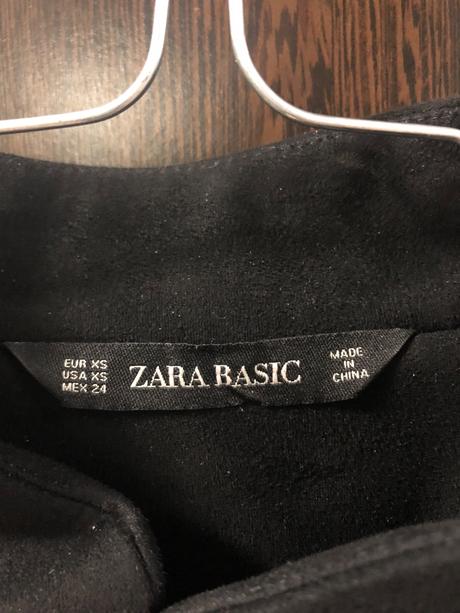 EUR XS
USA XS
MEX 24
ZARA BASIC
MADE
IN
CHINA